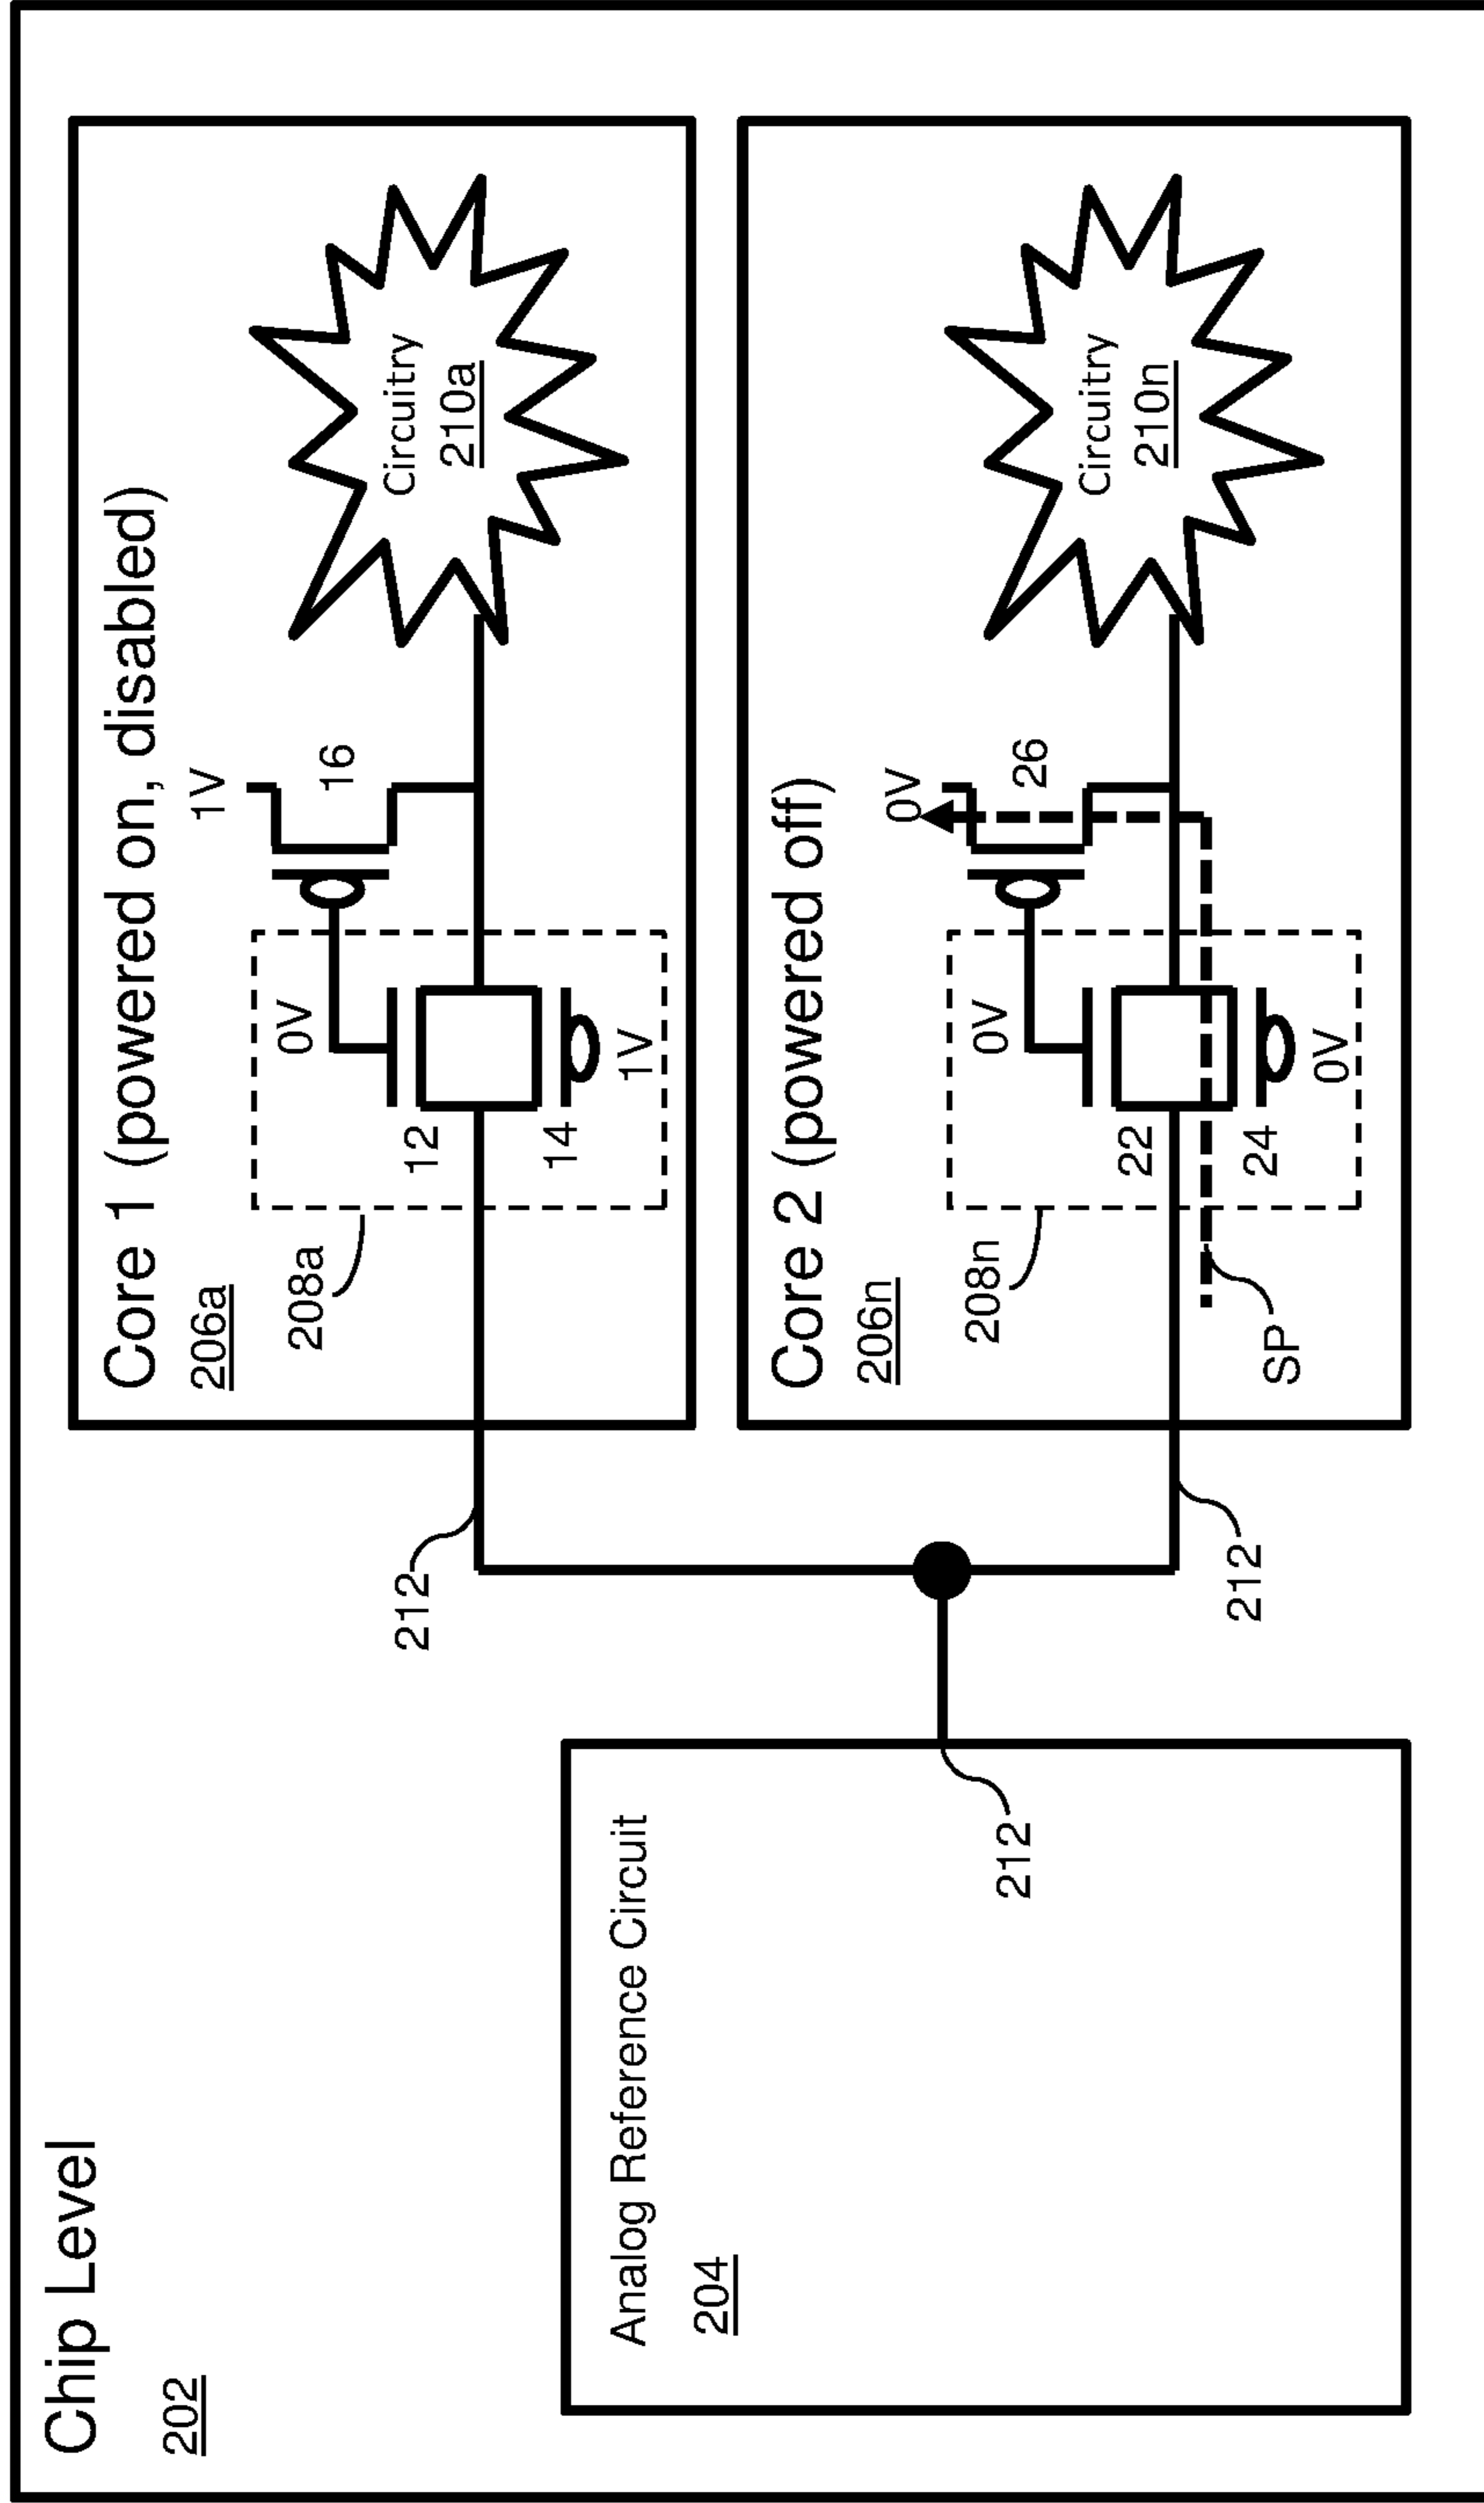 Chip Level
202
Analog Reference Circuit
204
212
212
212
Core 1 (powered on, disabled)
206a
208a
0V
12
14
1V
1V
16
Circuitry
210a
Core 2 (powered off)
206n
208n
0V
22
24
0V
SP
0V
26
Circuitry
210n